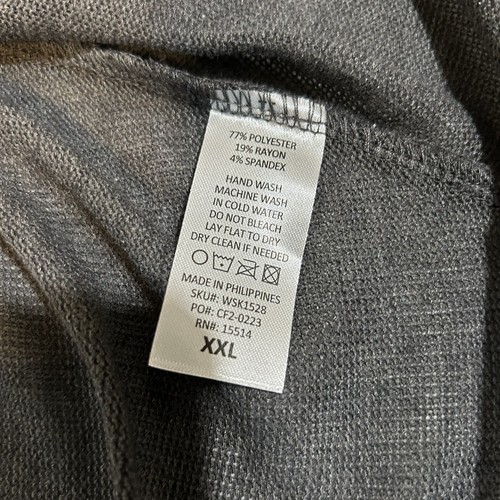 77% POLYESTER
19% RAYON
4% SPANDEX
HAND WASH
MACHINE WASH
IN COLD WATER
DO NOT BLEACH
LAY FLAT TO DRY
DRY CLEAN IF NEEDED
MADE IN PHILIPPINES
SKU#: WSK1528
PO#: CF2-0223
RN#: 15514
XXL